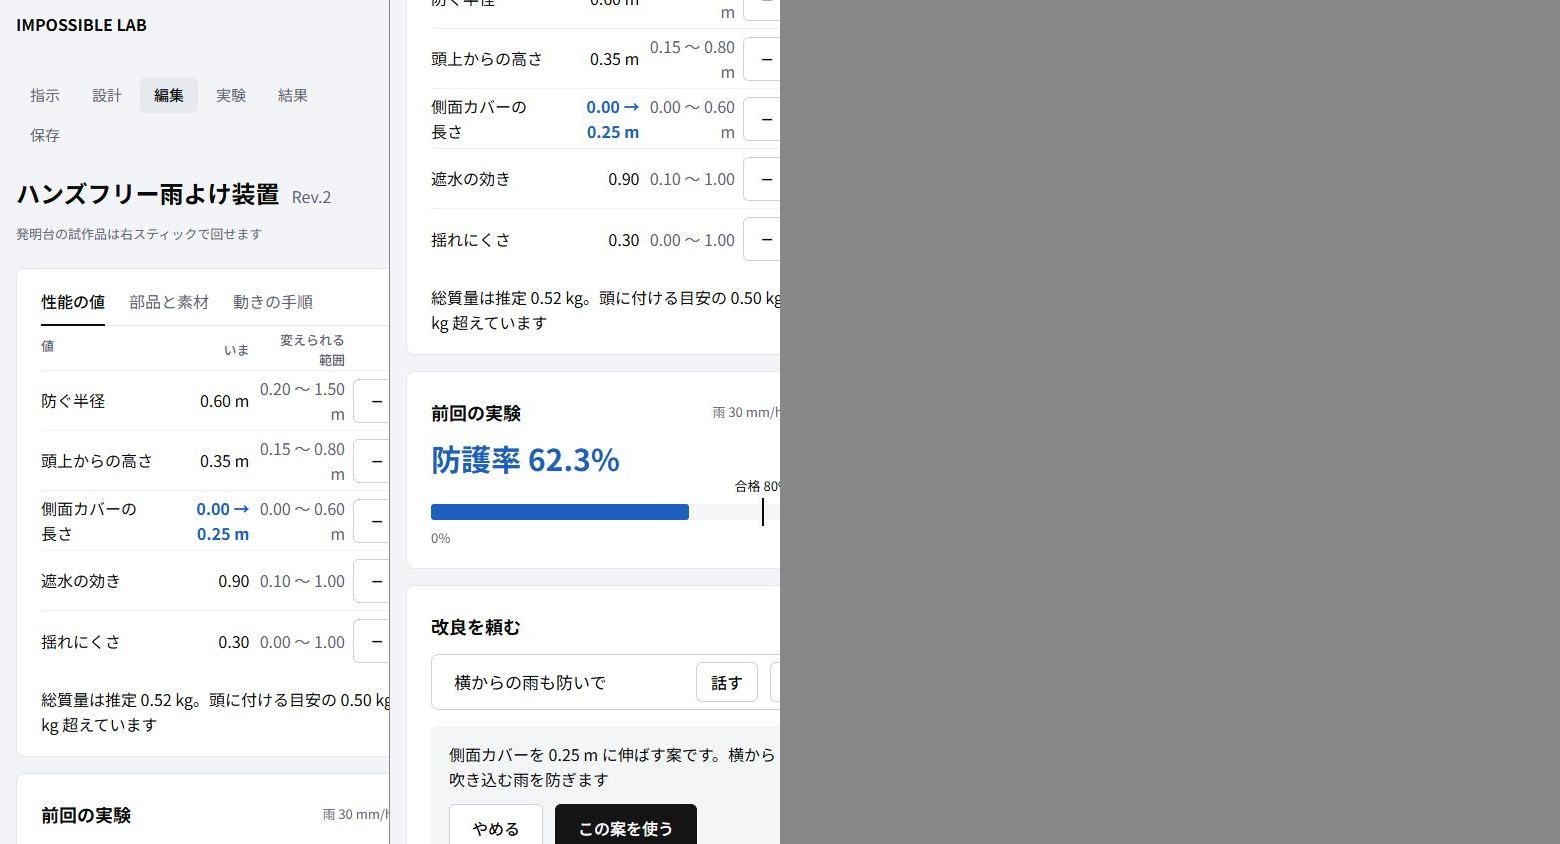 IMPOSSIBLE LAB
指示 設計 編集 実験 結果
保存
ハンズフリー雨よけ装置 Rev.2
発明台の試作品は右スティックで回せます
性能の値 部品と素材 動きの手順
値 いま 変えられる
範囲
防ぐ半径 0.60 m 0.20 〜 1.50
m −
頭上からの高さ 0.35 m 0.15 〜 0.80
m −
側面カバーの 0.00 → 0.00 〜 0.60
長さ 0.25 m m −
遮水の効き 0.90 0.10 〜 1.00 −
揺れにくさ 0.30 0.00 〜 1.00 −
総質量は推定 0.52 kg。頭に付ける目安の 0.50 kg
kg 超えています
前回の実験 雨 30 mm/h
m
頭上からの高さ 0.35 m 0.15 〜 0.80
m −
側面カバーの 0.00 → 0.00 〜 0.60
長さ 0.25 m m −
遮水の効き 0.90 0.10 〜 1.00 −
揺れにくさ 0.30 0.00 〜 1.00 −
総質量は推定 0.52 kg。頭に付ける目安の 0.50 kg
kg 超えています
前回の実験 雨 30 mm/h
防護率 62.3%
合格 80%
0%
改良を頼む
横からの雨も防いで 話す
側面カバーを 0.25 m に伸ばす案です。横から
吹き込む雨を防ぎます
やめる この案を使う